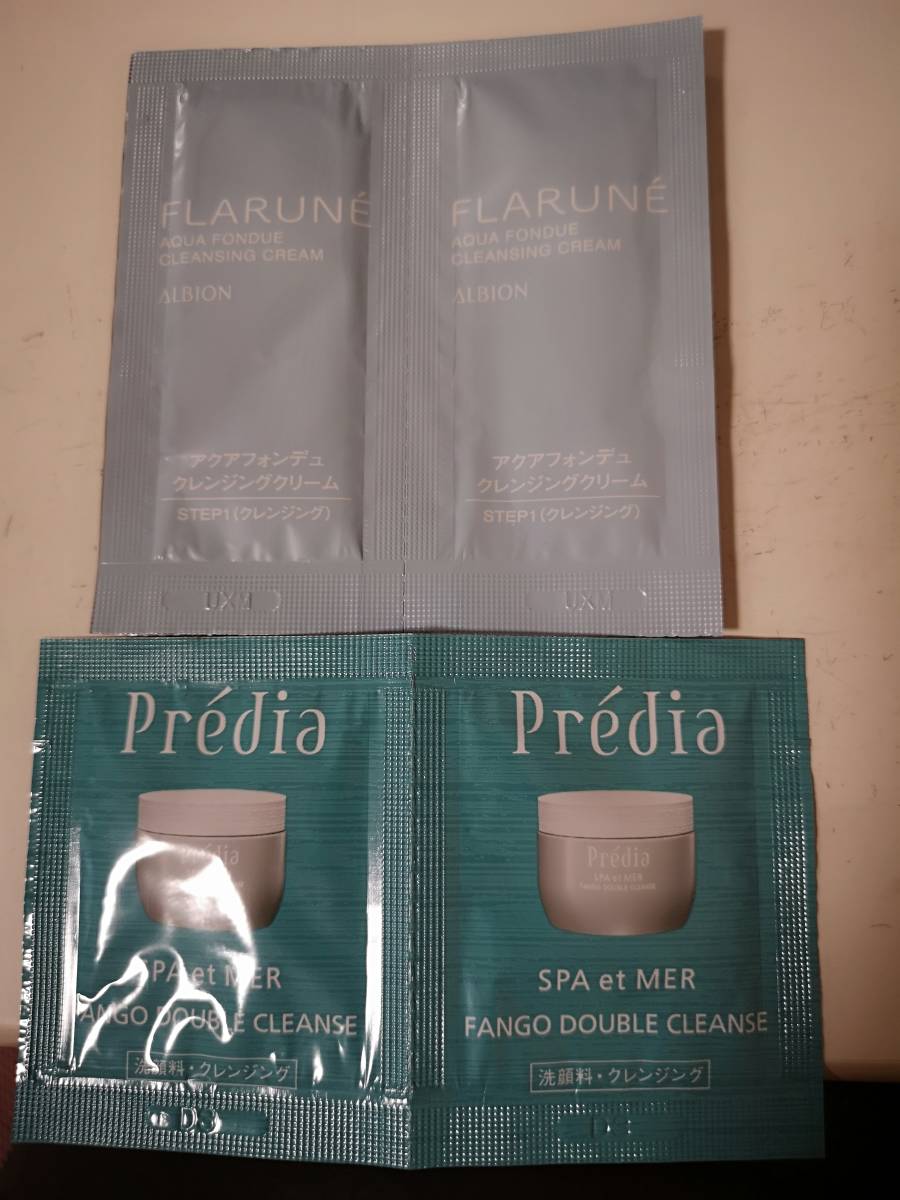 FLARUNÉ
AQUA FONDUE
CLEANSING CREAM
ALBION
アクアフォンデュ
クレンジングクリーム
STEP1(クレンジング)
FLARUNÉ
AQUA FONDUE
CLEANSING CREAM
ALBION
アクアフォンデュ
クレンジングクリーム
STEP1(クレンジング)
Prédia
Prédia
SPA et MER
DOUBLE CLEANSE
洗顔料・クレンジング
Prédia
Prédia
SPA et MER
FANGO DOUBLE CLEANSE
SPA et MER
FANGO DOUBLE CLEANSE
洗顔料・クレンジング